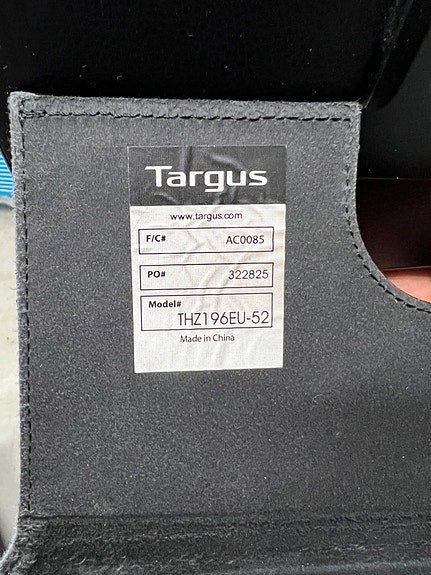 Targus
www.targus.com
F/C# AC0085
PO# 322825
Model#
THZ196EU-52
Made in China